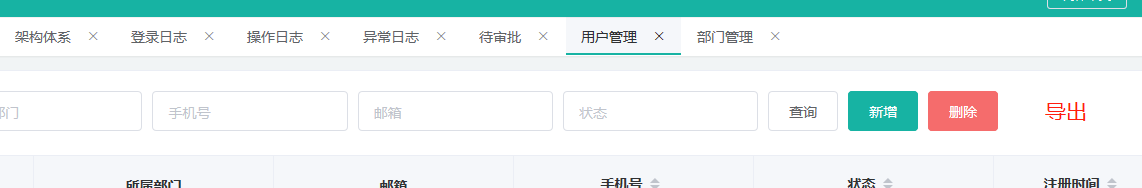 架构体系 登录日志 操作日志 异常日志 待审批 用户管理 部门管理
部门 手机号 邮箱 状态 查询 新增 删除 导出
所属部门 邮箱 手机号 状态 注册时间